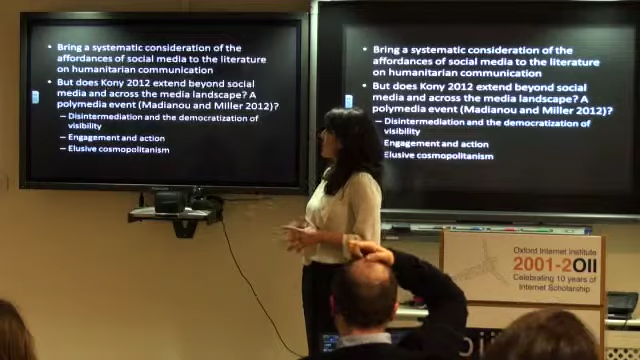 • Bring a systematic consideration of the
affordances of social media to the literature
on humanitarian communication
• But does Kony 2012 extend beyond social
media and across the media landscape? A
polymedia event (Madianou and Miller 2012)?
– Disintermediation and the democratization of
visibility
– Engagement and action
– Elusive cosmopolitanism
• Bring a systematic consideration of the
affordances of social media to the literature
on humanitarian communication
• But does Kony 2012 extend beyond social
media and across the media landscape? A
polymedia event (Madianou and Miller 2012)?
– Disintermediation and the democratization of
visibility
Engagement and action
Elusive cosmopolitanism
Oxford Internet Institute
2001-2OII
Celebrating 10 years of
Internet Scholarship